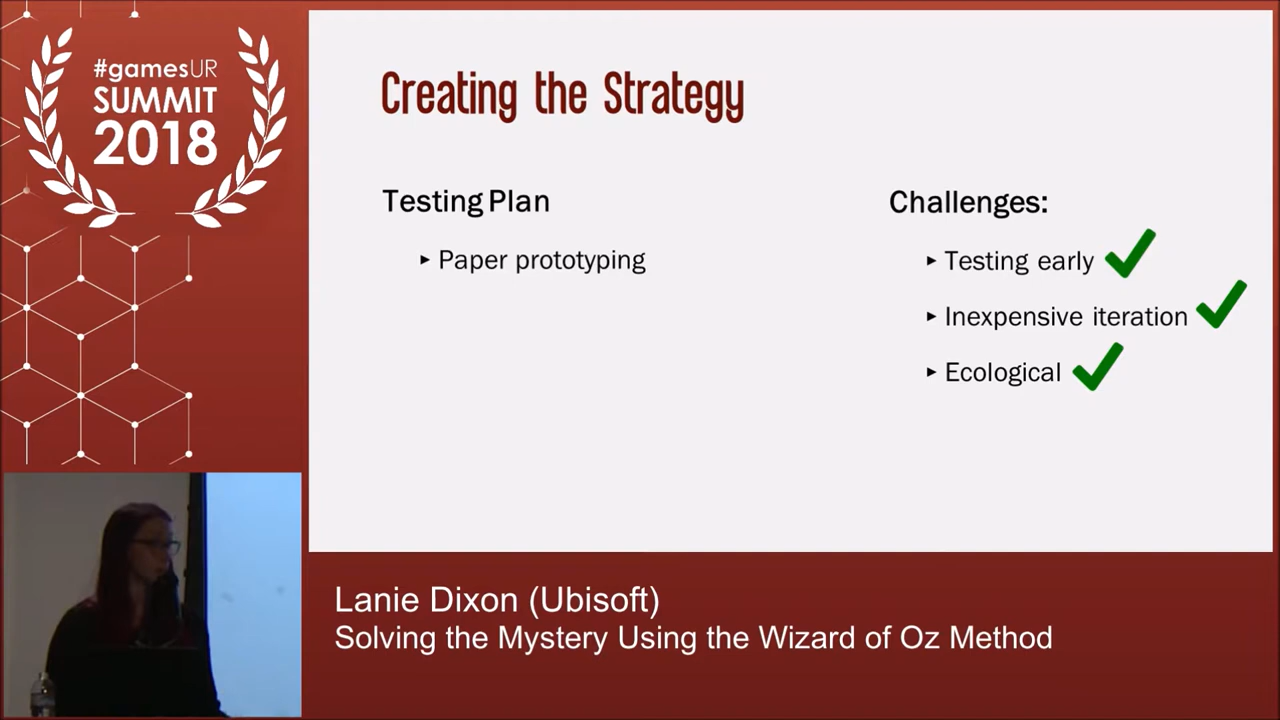 #gamesUR
SUMMIT
2018
Creating the Strategy
Testing Plan
▸ Paper prototyping
Challenges:
▸ Testing early
▸ Inexpensive iteration
▸ Ecological
Lanie Dixon (Ubisoft)
Solving the Mystery Using the Wizard of Oz Method